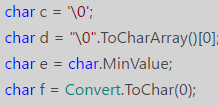 char c = '\0';
char d = "\0".ToCharArray()[0];
char e = char.MinValue;
char f = Convert.ToChar(0);